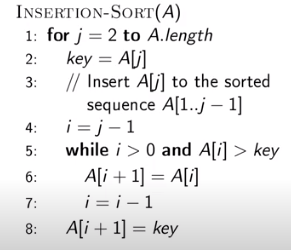 INSERTION-SORT(A)
1: for j = 2 to A.length
2: key = A[j]
3: // Insert A[j] to the sorted
sequence A[1..j − 1]
4: i = j − 1
5: while i > 0 and A[i] > key
6: A[i + 1] = A[i]
7: i = i − 1
8: A[i + 1] = key